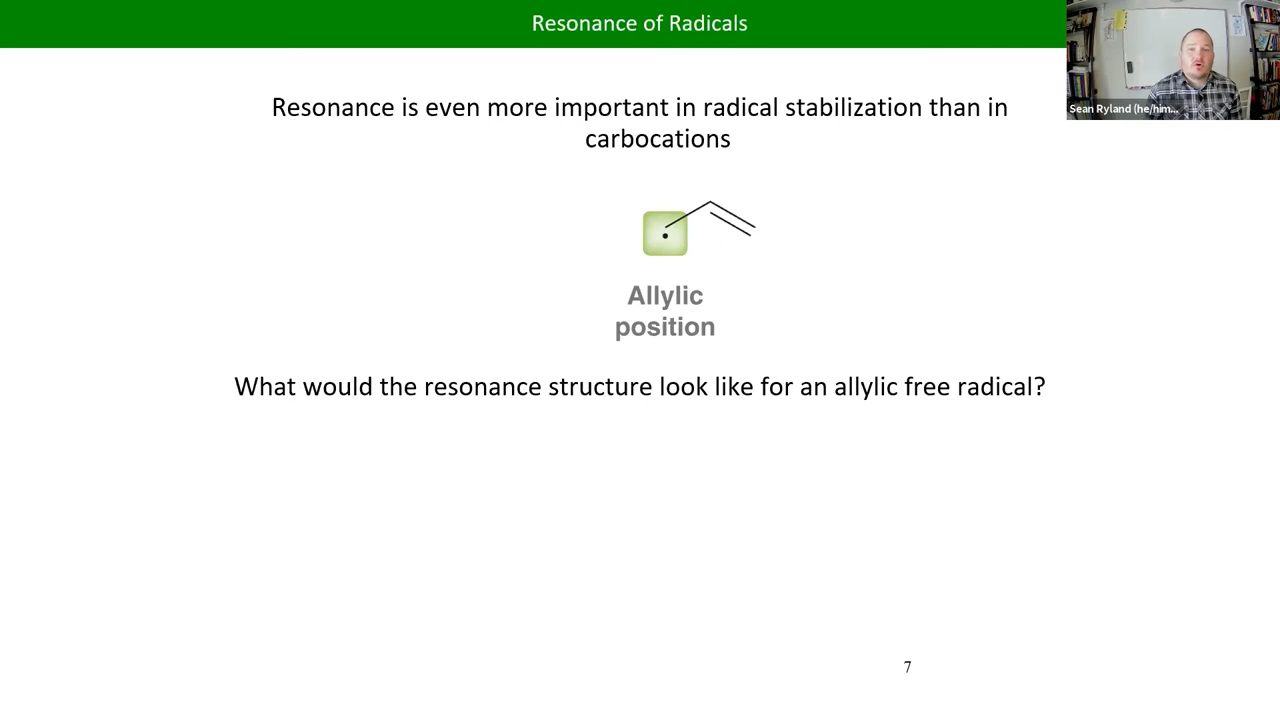 Resonance of Radicals
Sean Ryland (he/him...
Resonance is even more important in radical stabilization than in
carbocations
Allylic
position
What would the resonance structure look like for an allylic free radical?
7